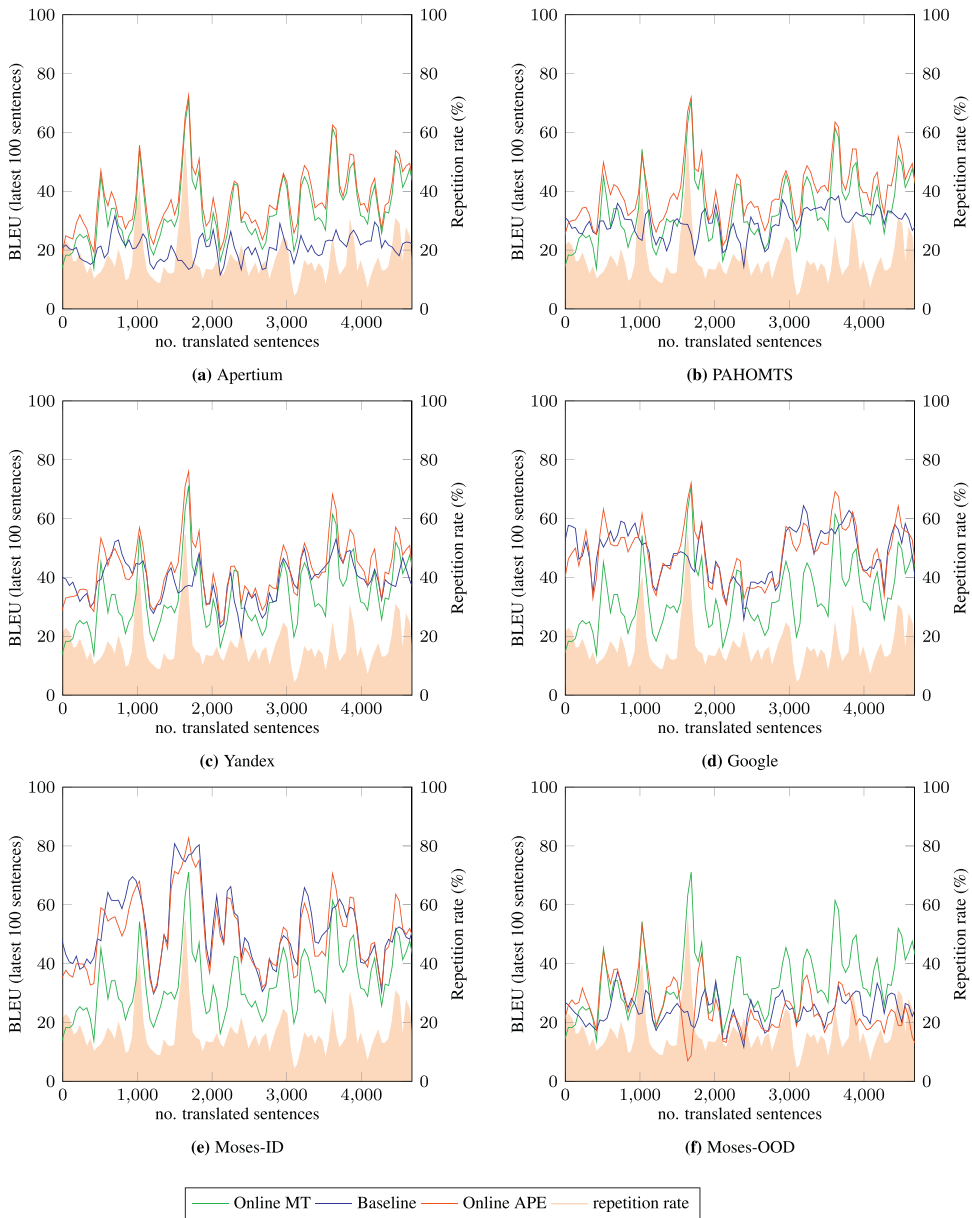 100
80
60
40
20
0
100
80
60
40
20
0
0 1,000 2,000 3,000 4,000
BLEU (latest 100 sentences)
Repetition rate (%)
no. translated sentences
(a) Apertium
100
80
60
40
20
0
100
80
60
40
20
0
0 1,000 2,000 3,000 4,000
BLEU (latest 100 sentences)
Repetition rate (%)
no. translated sentences
(b) PAHOMTS
100
80
60
40
20
0
100
80
60
40
20
0
0 1,000 2,000 3,000 4,000
BLEU (latest 100 sentences)
Repetition rate (%)
no. translated sentences
(c) Yandex
100
80
60
40
20
0
100
80
60
40
20
0
0 1,000 2,000 3,000 4,000
BLEU (latest 100 sentences)
Repetition rate (%)
no. translated sentences
(d) Google
100
80
60
40
20
0
100
80
60
40
20
0
0 1,000 2,000 3,000 4,000
BLEU (latest 100 sentences)
Repetition rate (%)
no. translated sentences
(e) Moses-ID
100
80
60
40
20
0
100
80
60
40
20
0
0 1,000 2,000 3,000 4,000
BLEU (latest 100 sentences)
Repetition rate (%)
no. translated sentences
(f) Moses-OOD
Online MT Baseline Online APE repetition rate